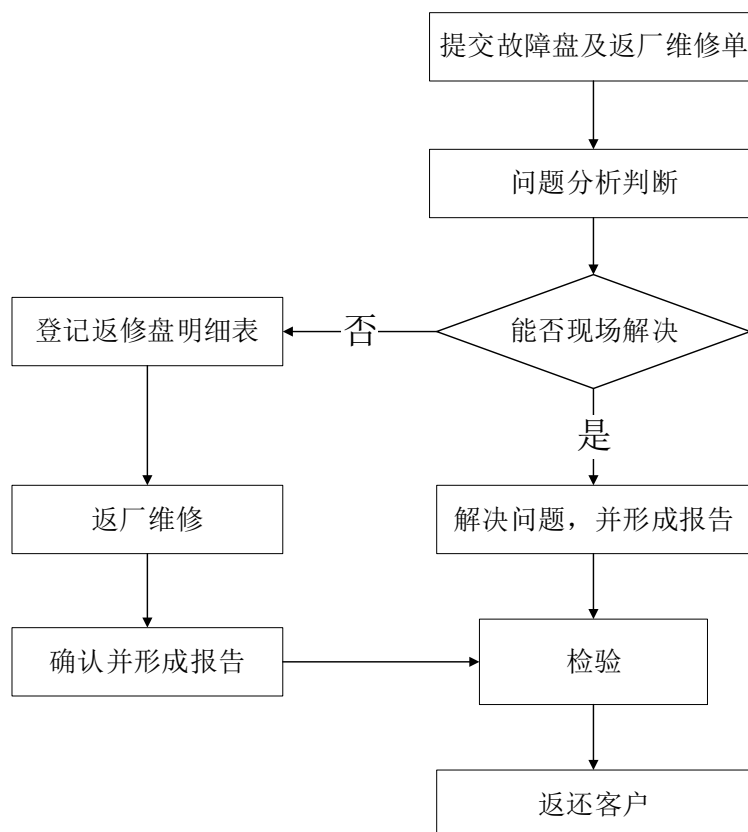 提交故障盘及返厂维修单
问题分析判断
能否现场解决
否
登记返修盘明细表
是
返厂维修
解决问题，并形成报告
确认并形成报告
检验
返还客户